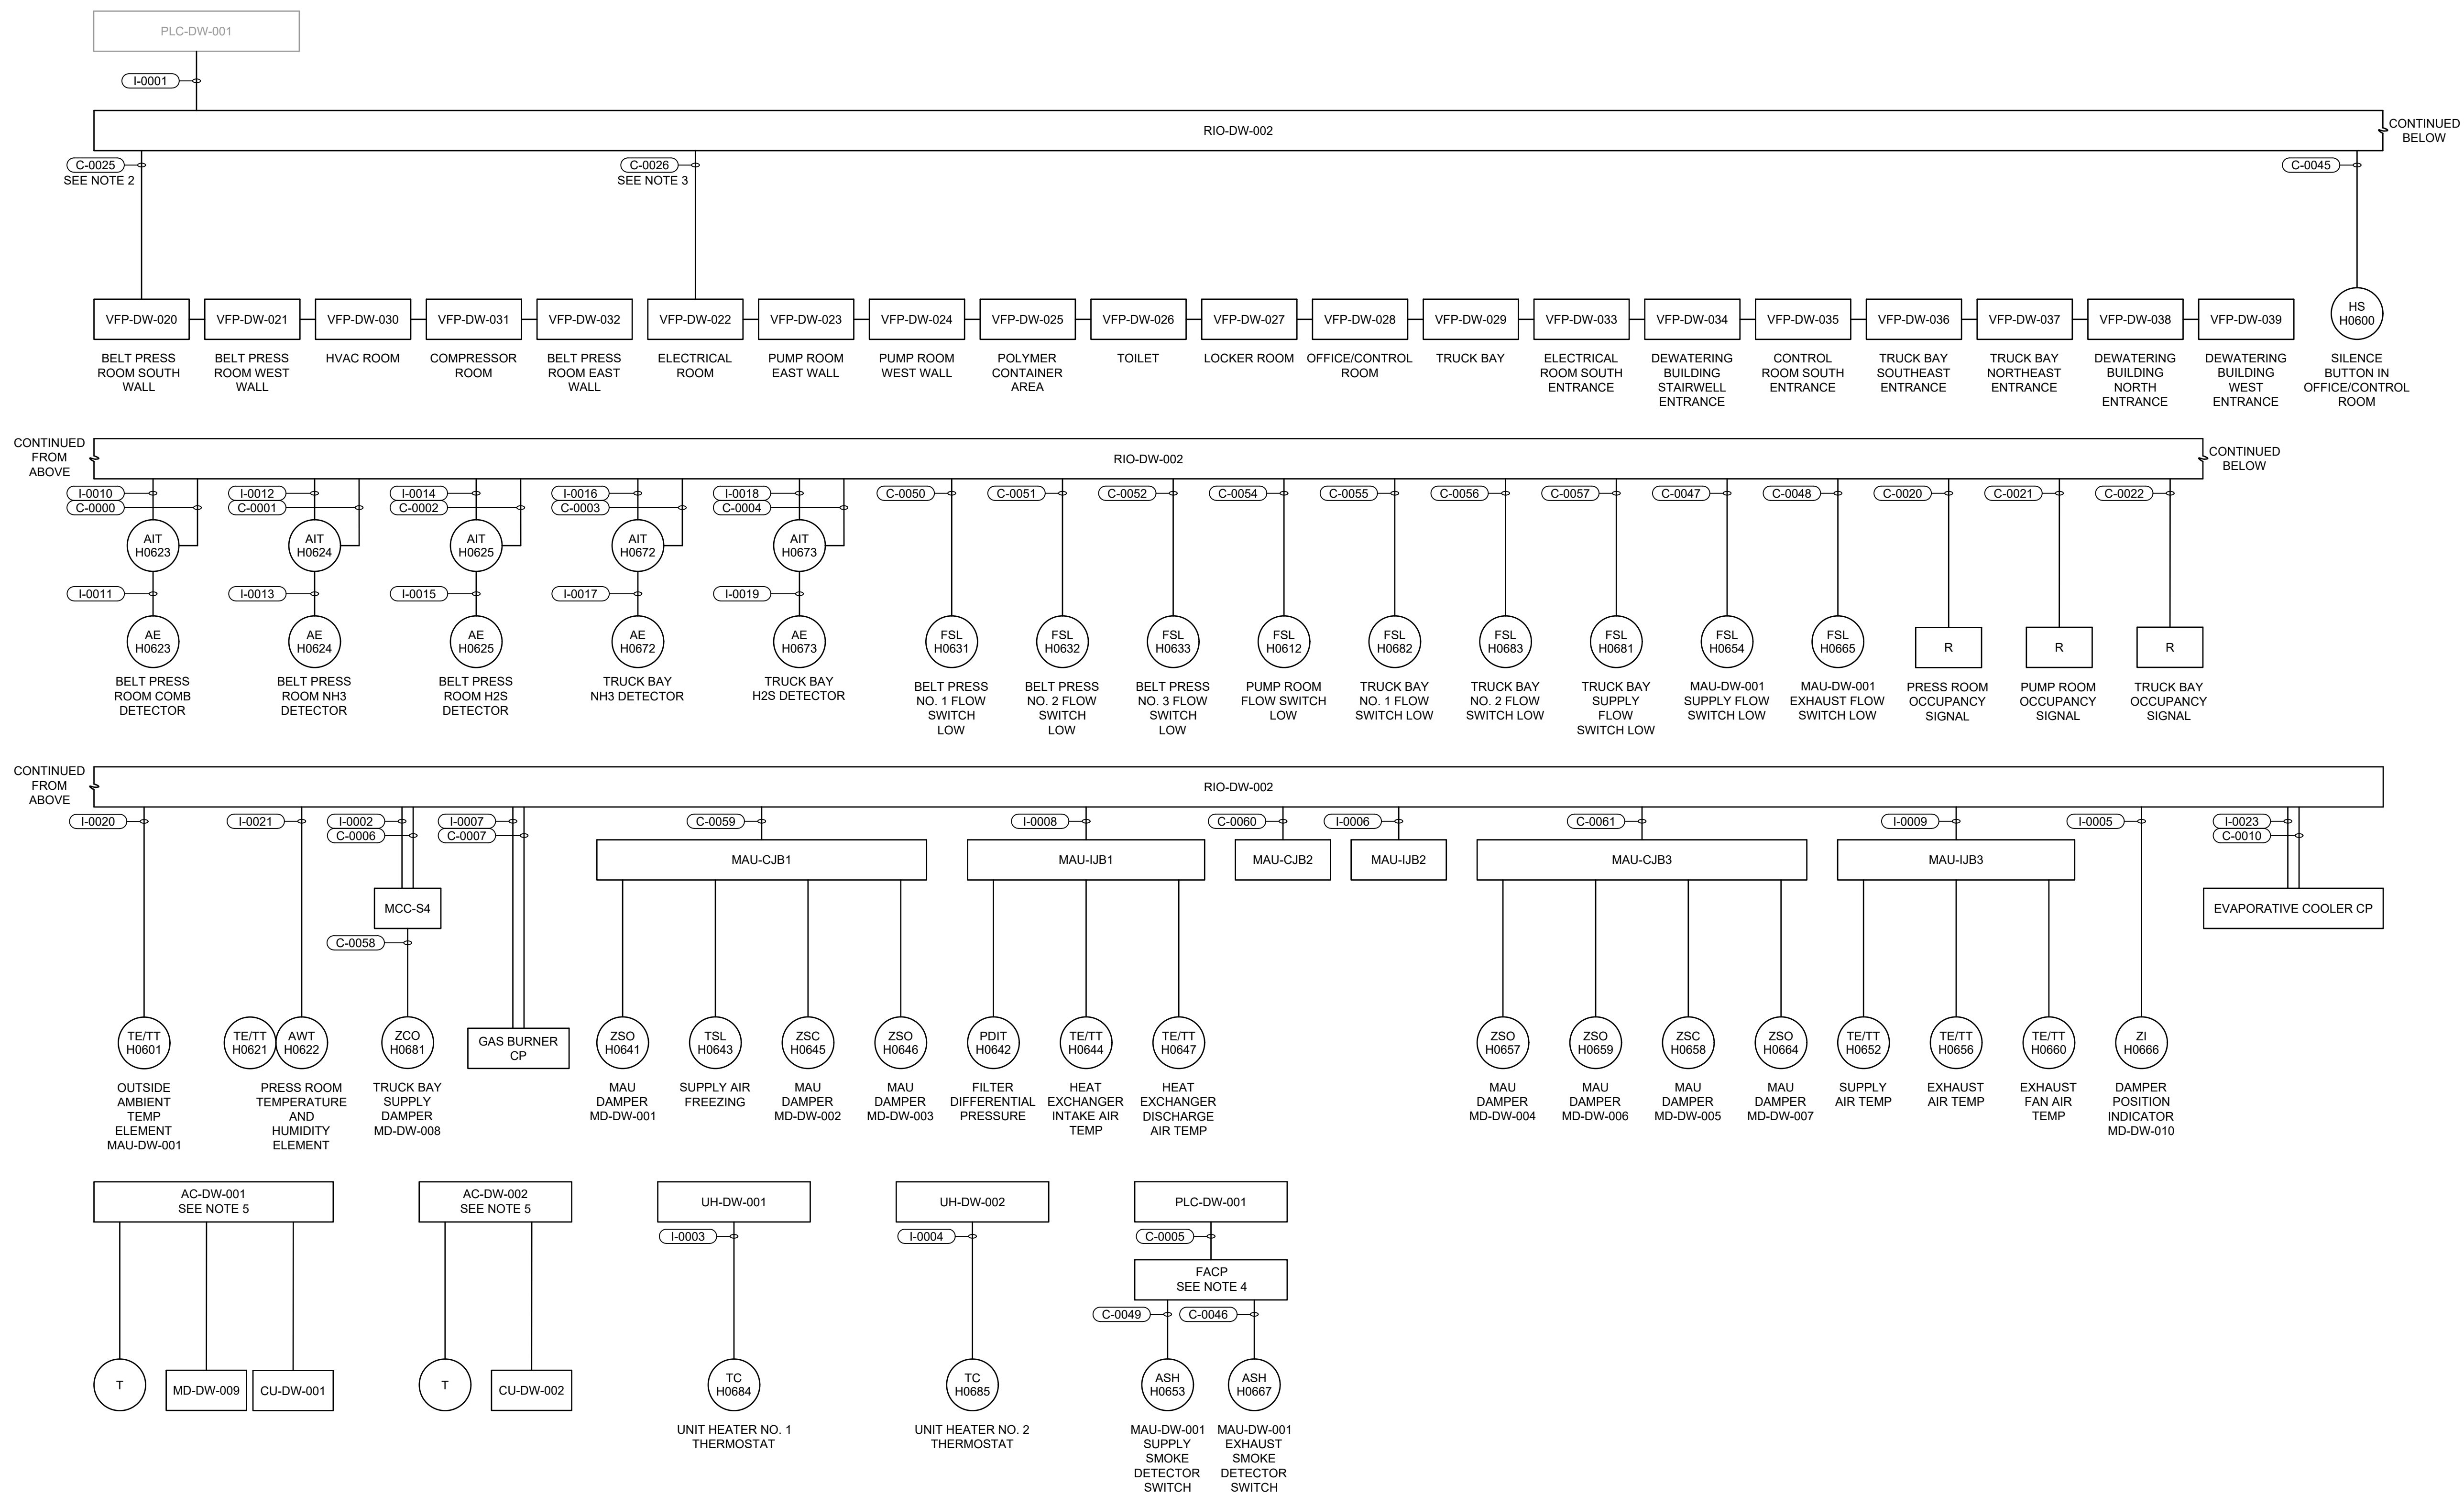 PLC-DW-001
I-0001
RIO-DW-002
CONTINUED
BELOW
C-0025
SEE NOTE 2
C-0026
SEE NOTE 3
C-0045
VFP-DW-020
VFP-DW-021
VFP-DW-030
VFP-DW-031
VFP-DW-032
VFP-DW-022
VFP-DW-023
VFP-DW-024
VFP-DW-025
VFP-DW-026
VFP-DW-027
VFP-DW-028
VFP-DW-029
VFP-DW-033
VFP-DW-034
VFP-DW-035
VFP-DW-036
VFP-DW-037
VFP-DW-038
VFP-DW-039
HS
H0600
BELT PRESS
ROOM SOUTH
WALL
BELT PRESS
ROOM WEST
WALL
HVAC ROOM
COMPRESSOR
ROOM
BELT PRESS
ROOM EAST
WALL
ELECTRICAL
ROOM
PUMP ROOM
EAST WALL
PUMP ROOM
WEST WALL
POLYMER
CONTAINER
AREA
TOILET
LOCKER ROOM
OFFICE/CONTROL
ROOM
TRUCK BAY
ELECTRICAL
ROOM SOUTH
ENTRANCE
DEWATERING
BUILDING
STAIRWELL
ENTRANCE
CONTROL
ROOM SOUTH
ENTRANCE
TRUCK BAY
SOUTHEAST
ENTRANCE
TRUCK BAY
NORTHEAST
ENTRANCE
DEWATERING
BUILDING
NORTH
ENTRANCE
DEWATERING
BUILDING
WEST
ENTRANCE
SILENCE
BUTTON IN
OFFICE/CONTROL
ROOM
CONTINUED
FROM
ABOVE
RIO-DW-002
CONTINUED
BELOW
I-0010
C-0000
I-0012
C-0001
I-0014
C-0002
I-0016
C-0003
I-0018
C-0004
C-0050
C-0051
C-0052
C-0054
C-0055
C-0056
C-0057
C-0047
C-0048
C-0020
C-0021
C-0022
AIT
H0623
AIT
H0624
AIT
H0625
AIT
H0672
AIT
H0673
I-0011
I-0013
I-0015
I-0017
I-0019
AE
H0623
AE
H0624
AE
H0625
AE
H0672
AE
H0673
FSL
H0631
FSL
H0632
FSL
H0633
FSL
H0612
FSL
H0682
FSL
H0683
FSL
H0681
FSL
H0654
FSL
H0665
R
R
R
BELT PRESS
ROOM COMB
DETECTOR
BELT PRESS
ROOM NH3
DETECTOR
BELT PRESS
ROOM H2S
DETECTOR
TRUCK BAY
NH3 DETECTOR
TRUCK BAY
H2S DETECTOR
BELT PRESS
NO. 1 FLOW
SWITCH
LOW
BELT PRESS
NO. 2 FLOW
SWITCH
LOW
BELT PRESS
NO. 3 FLOW
SWITCH
LOW
PUMP ROOM
FLOW SWITCH
LOW
TRUCK BAY
NO. 1 FLOW
SWITCH LOW
TRUCK BAY
NO. 2 FLOW
SWITCH LOW
TRUCK BAY
SUPPLY
FLOW
SWITCH LOW
MAU-DW-001
SUPPLY FLOW
SWITCH LOW
MAU-DW-001
EXHAUST FLOW
SWITCH LOW
PRESS ROOM
OCCUPANCY
SIGNAL
PUMP ROOM
OCCUPANCY
SIGNAL
TRUCK BAY
OCCUPANCY
SIGNAL
CONTINUED
FROM
ABOVE
RIO-DW-002
I-0020
I-0021
I-0002
C-0006
I-0007
C-0007
C-0059
I-0008
C-0060
I-0006
C-0061
I-0009
I-0005
I-0023
C-0010
MAU-CJB1
MAU-IJB1
MAU-CJB2
MAU-IJB2
MAU-CJB3
MAU-IJB3
MCC-S4
EVAPORATIVE COOLER CP
C-0058
TE/TT
H0601
TE/TT
H0621
AWT
H0622
ZCO
H0681
GAS BURNER
CP
ZSO
H0641
TSL
H0643
ZSC
H0645
ZSO
H0646
PDIT
H0642
TE/TT
H0644
TE/TT
H0647
ZSO
H0657
ZSO
H0659
ZSC
H0658
ZSO
H0664
TE/TT
H0652
TE/TT
H0656
TE/TT
H0660
ZI
H0666
OUTSIDE
AMBIENT
TEMP
ELEMENT
MAU-DW-001
PRESS ROOM
TEMPERATURE
AND
HUMIDITY
ELEMENT
TRUCK BAY
SUPPLY
DAMPER
MD-DW-008
MAU
DAMPER
MD-DW-001
SUPPLY AIR
FREEZING
MAU
DAMPER
MD-DW-002
MAU
DAMPER
MD-DW-003
FILTER
DIFFERENTIAL
PRESSURE
HEAT
EXCHANGER
INTAKE AIR
TEMP
HEAT
EXCHANGER
DISCHARGE
AIR TEMP
MAU
DAMPER
MD-DW-004
MAU
DAMPER
MD-DW-006
MAU
DAMPER
MD-DW-005
MAU
DAMPER
MD-DW-007
SUPPLY
AIR TEMP
EXHAUST
AIR TEMP
EXHAUST
FAN AIR
TEMP
DAMPER
POSITION
INDICATOR
MD-DW-010
AC-DW-001
SEE NOTE 5
AC-DW-002
SEE NOTE 5
UH-DW-001
UH-DW-002
PLC-DW-001
I-0003
I-0004
C-0005
FACP
SEE NOTE 4
C-0049
C-0046
T
MD-DW-009
CU-DW-001
T
CU-DW-002
TC
H0684
TC
H0685
ASH
H0653
ASH
H0667
UNIT HEATER NO. 1
THERMOSTAT
UNIT HEATER NO. 2
THERMOSTAT
MAU-DW-001
SUPPLY
SMOKE
DETECTOR
SWITCH
MAU-DW-001
EXHAUST
SMOKE
DETECTOR
SWITCH